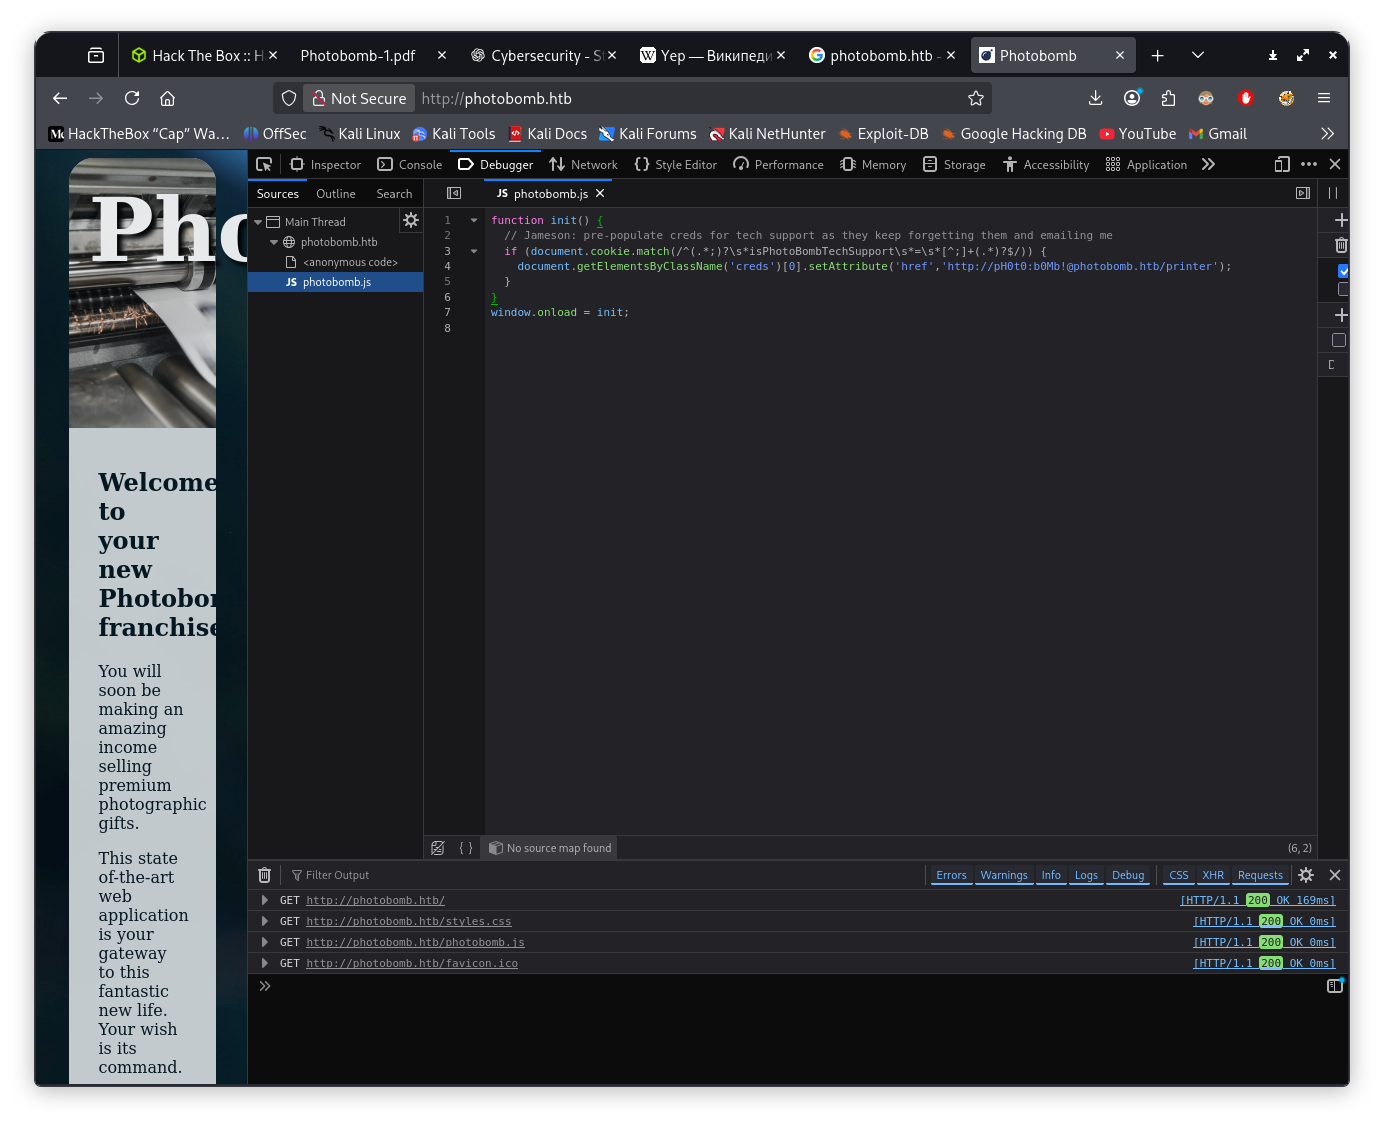 Hack The Box :: H
Photobomb-1.pdf
Cybersecurity - St
Yep — Википеди
photobomb.htb -
Photobomb
Not Secure
http://photobomb.htb
HackTheBox “Cap” Wa…
OffSec
Kali Linux
Kali Tools
Kali Docs
Kali Forums
Kali NetHunter
Exploit-DB
Google Hacking DB
YouTube
Gmail
Inspector
Console
Debugger
Network
Style Editor
Performance
Memory
Storage
Accessibility
Application
Sources
Outline
Search
JS photobomb.js
Main Thread
photobomb.htb
<anonymous code>
JS photobomb.js
1 function init() {
2 // Jameson: pre-populate creds for tech support as they keep forgetting them and emailing me
3 if (document.cookie.match(/^(.*;)?\s*isPhotoBombTechSupport\s*=\s*[^;]+(.*)?$/)) {
4 document.getElementsByClassName('creds')[0].setAttribute('href','http://pH0t0:b0Mb!@photobomb.htb/printer');
5 }
6 }
7 window.onload = init;
8
{ } No source map found
(6, 2)
Pho
Welcome
to
your
new
Photobom
franchise
You will
soon be
making an
amazing
income
selling
premium
photographic
gifts.
This state
of-the-art
web
application
is your
gateway
to this
fantastic
new life.
Your wish
is its
command.
Filter Output
Errors
Warnings
Info
Logs
Debug
CSS
XHR
Requests
GET http://photobomb.htb/ [HTTP/1.1 200 OK 169ms]
GET http://photobomb.htb/styles.css [HTTP/1.1 200 OK 0ms]
GET http://photobomb.htb/photobomb.js [HTTP/1.1 200 OK 0ms]
GET http://photobomb.htb/favicon.ico [HTTP/1.1 200 OK 0ms]